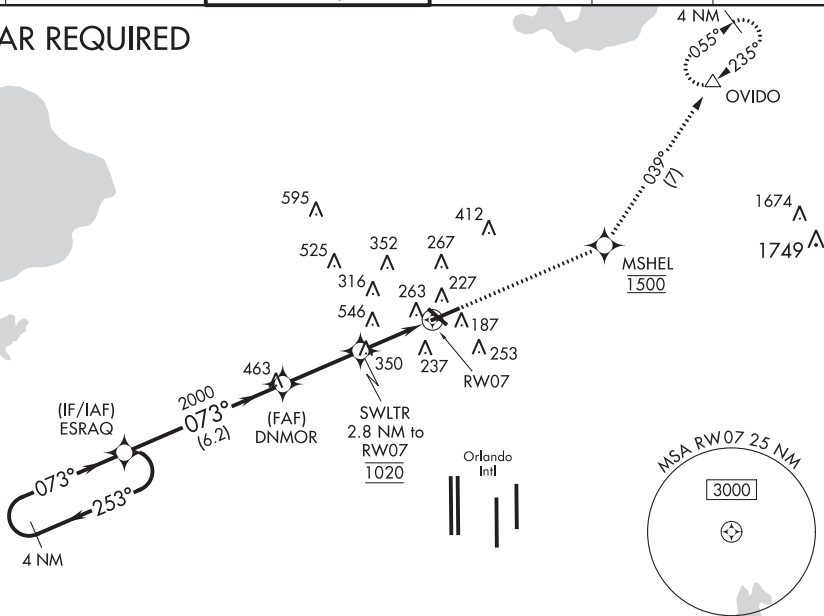 4 NM
AR REQUIRED
055°
235°
OVIDO
039°
(7)
595
412
1674
525
352
267
1749
MSHEL
1500
316
263
227
546
187
463
350
237
253
RW07
2000
073°
(6.2)
(IF/IAF)
ESRAQ
(FAF)
DNMOR
SWLTR
2.8 NM to
RW07
1020
Orlando
Intl
MSA RW07 25 NM
3000
073°
253°
4 NM